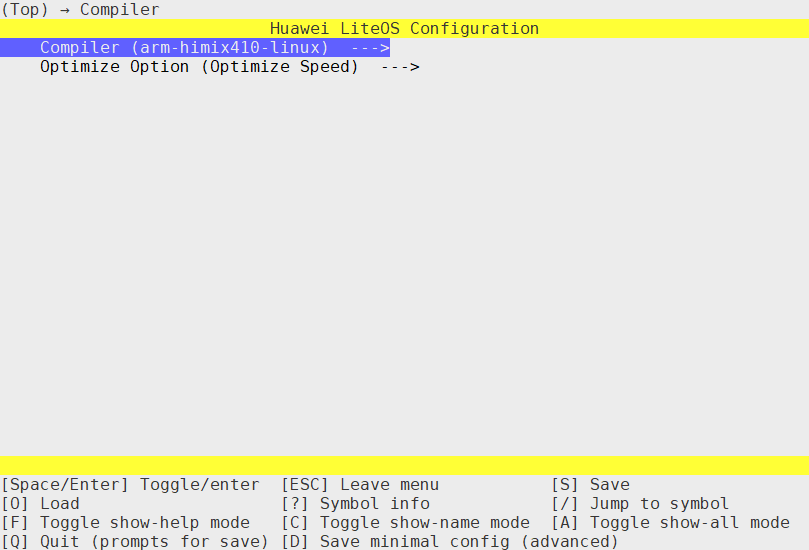 (Top) → Compiler
Huawei LiteOS Configuration
Compiler (arm-himix410-linux)  --->
Optimize Option (Optimize Speed)  --->
[Space/Enter] Toggle/enter  [ESC] Leave menu           [S] Save
[O] Load                    [?] Symbol info            [/] Jump to symbol
[F] Toggle show-help mode   [C] Toggle show-name mode  [A] Toggle show-all mode
[Q] Quit (prompts for save) [D] Save minimal config (advanced)